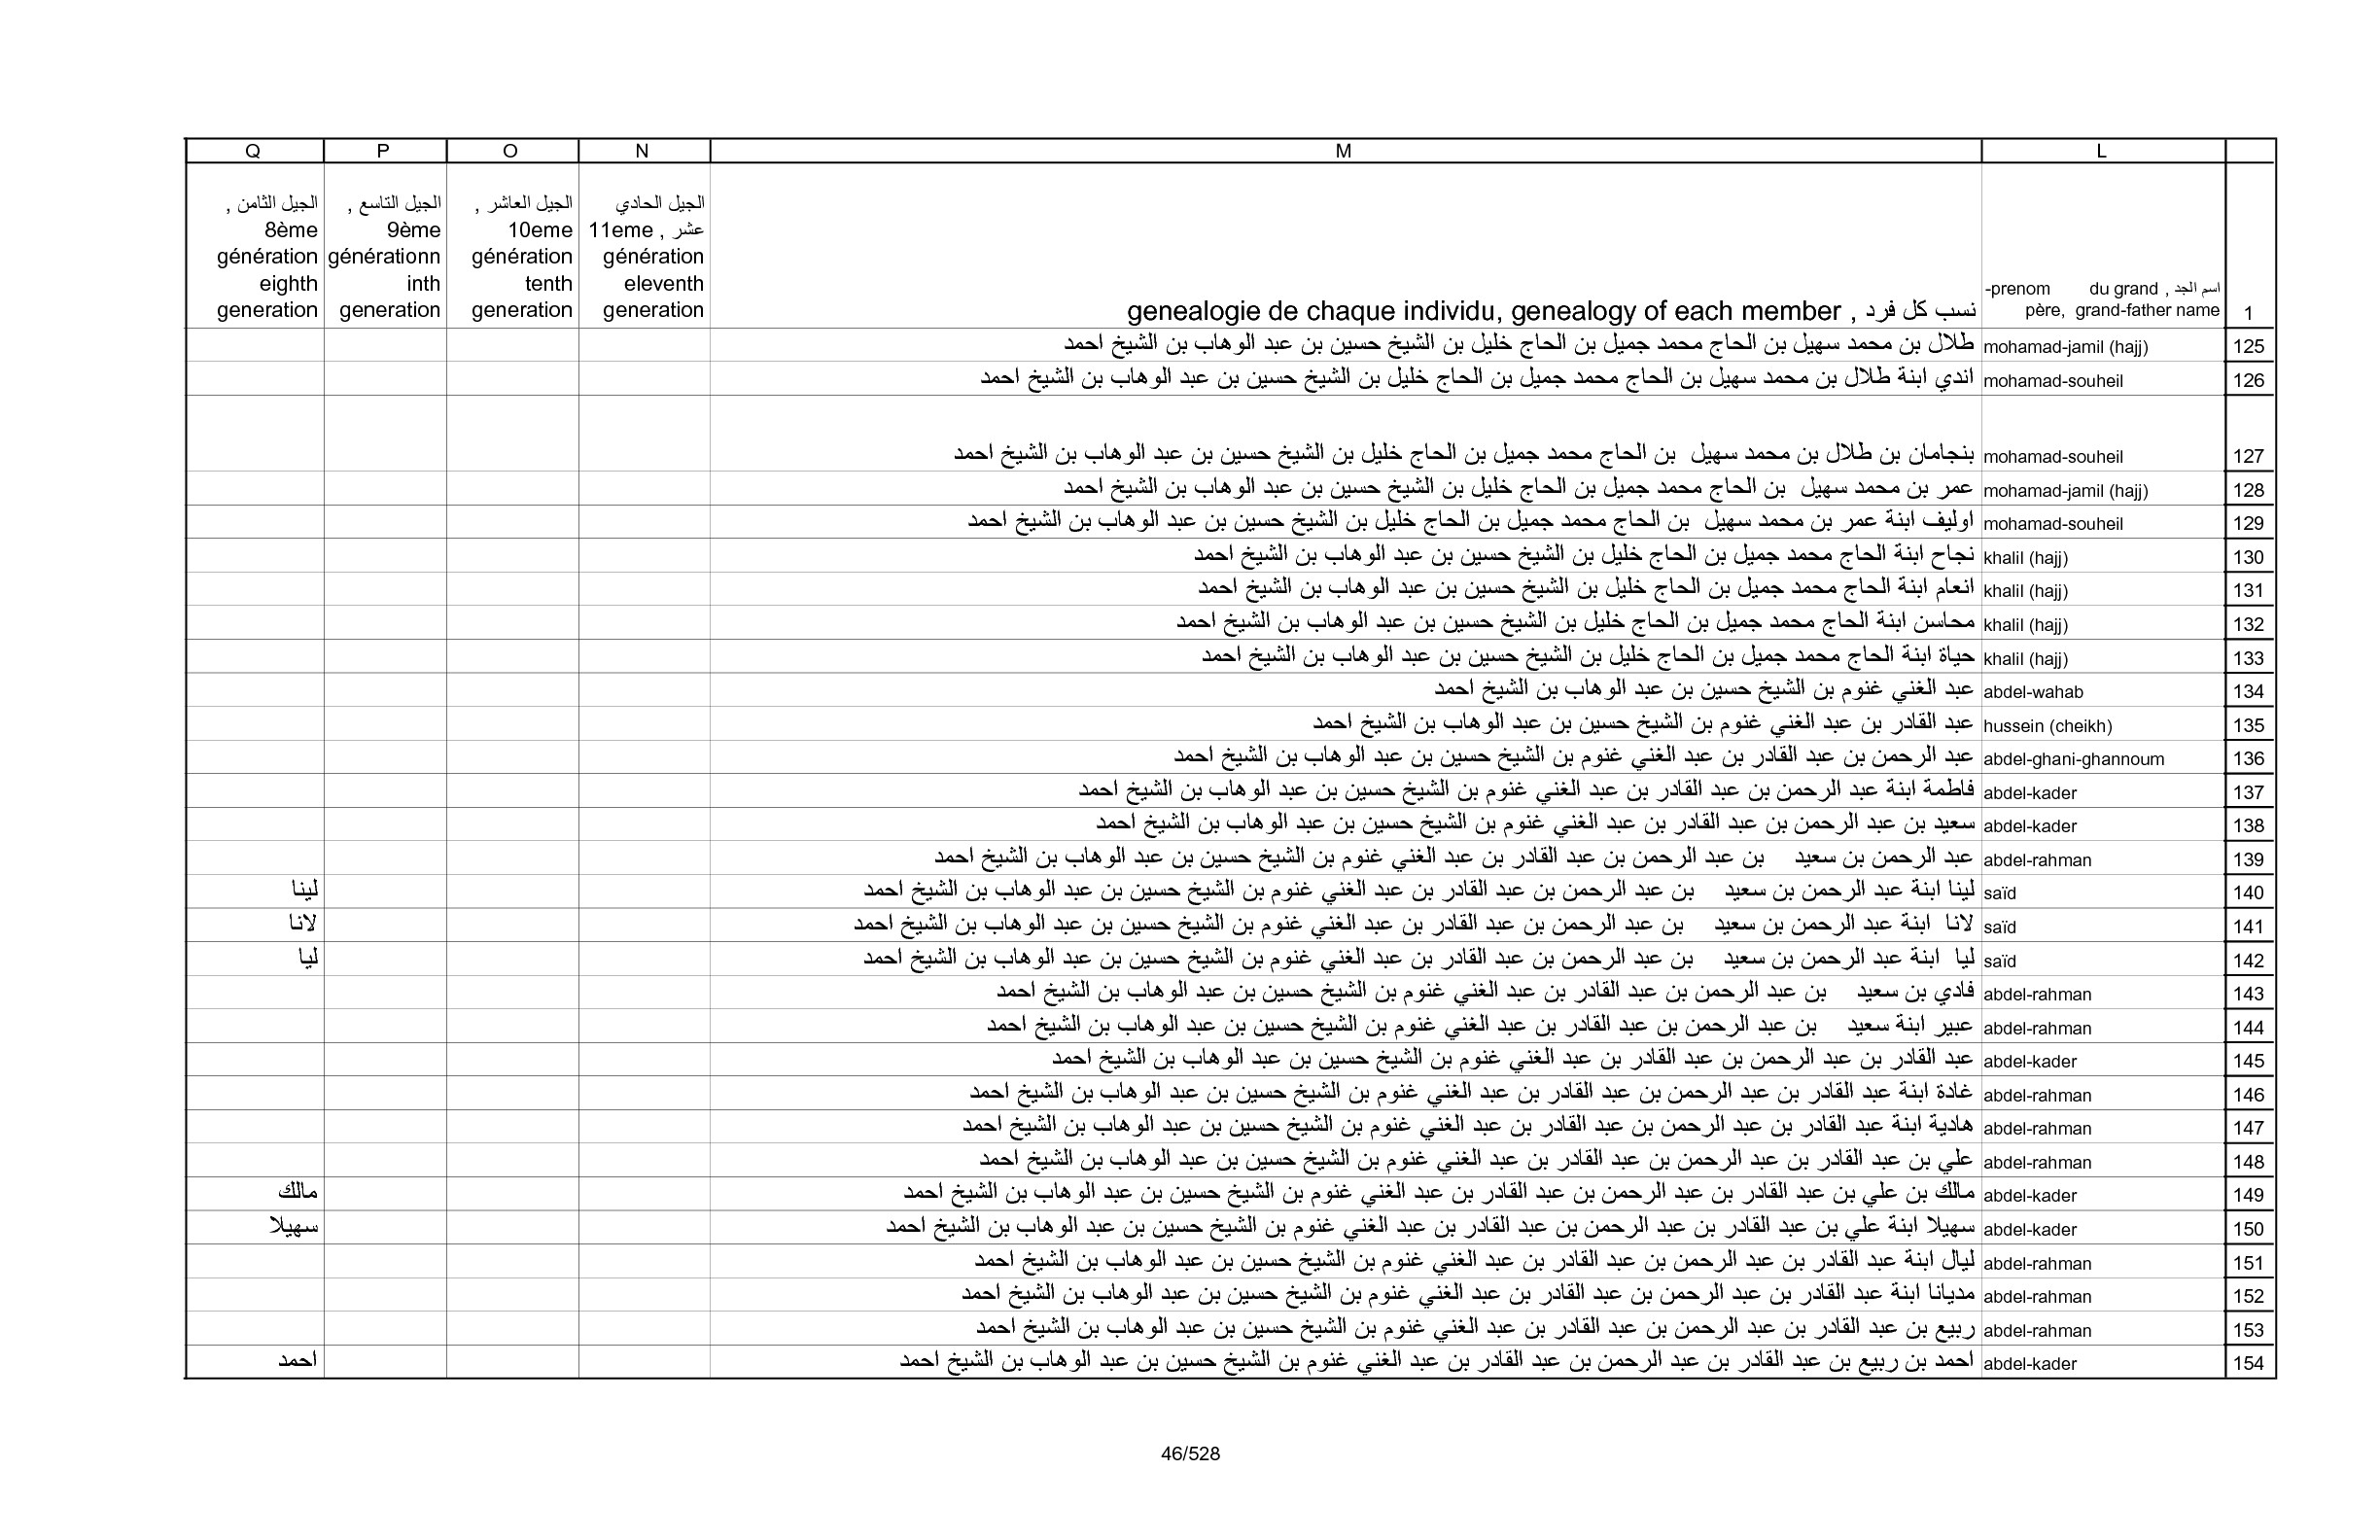 L M N O P Q
1 اسم الجد , prenom du grand-
père, grand-father name
نسب كل فرد , genealogie de chaque individu, genealogy of each member
الجيل الحادي
عشر , 11eme
génération
eleventh
generation
الجيل العاشر ,
10eme
génération
tenth
generation
الجيل التاسع ,
9ème
générationn
inth
generation
الجيل الثامن ,
8ème
génération
eighth
generation
125 mohamad-jamil (hajj) طلال بن محمد سهيل بن الحاج محمد جميل بن الحاج خليل بن الشيخ حسين بن عبد الوهاب بن الشيخ احمد
126 mohamad-souheil اندي ابنة طلال بن محمد سهيل بن الحاج محمد جميل بن الحاج خليل بن الشيخ حسين بن عبد الوهاب بن الشيخ احمد
127 mohamad-souheil بنجامان بن طلال بن محمد سهيل بن الحاج محمد جميل بن الحاج خليل بن الشيخ حسين بن عبد الوهاب بن الشيخ احمد
128 mohamad-jamil (hajj) عمر بن محمد سهيل بن الحاج محمد جميل بن الحاج خليل بن الشيخ حسين بن عبد الوهاب بن الشيخ احمد
129 mohamad-souheil اوليف ابنة عمر بن محمد سهيل بن الحاج محمد جميل بن الحاج خليل بن الشيخ حسين بن عبد الوهاب بن الشيخ احمد
130 khalil (hajj) نجاح ابنة الحاج محمد جميل بن الحاج خليل بن الشيخ حسين بن عبد الوهاب بن الشيخ احمد
131 khalil (hajj) انعام ابنة الحاج محمد جميل بن الحاج خليل بن الشيخ حسين بن عبد الوهاب بن الشيخ احمد
132 khalil (hajj) محاسن ابنة الحاج محمد جميل بن الحاج خليل بن الشيخ حسين بن عبد الوهاب بن الشيخ احمد
133 khalil (hajj) حياة ابنة الحاج محمد جميل بن الحاج خليل بن الشيخ حسين بن عبد الوهاب بن الشيخ احمد
134 abdel-wahab عبد الغني غنوم بن الشيخ حسين بن عبد الوهاب بن الشيخ احمد
135 hussein (cheikh) عبد القادر بن عبد الغني غنوم بن الشيخ حسين بن عبد الوهاب بن الشيخ احمد
136 abdel-ghani-ghannoum عبد الرحمن بن عبد القادر بن عبد الغني غنوم بن الشيخ حسين بن عبد الوهاب بن الشيخ احمد
137 abdel-kader فاطمة ابنة عبد الرحمن بن عبد القادر بن عبد الغني غنوم بن الشيخ حسين بن عبد الوهاب بن الشيخ احمد
138 abdel-kader سعيد بن عبد الرحمن بن عبد القادر بن عبد الغني غنوم بن الشيخ حسين بن عبد الوهاب بن الشيخ احمد
139 abdel-rahman عبد الرحمن بن سعيد بن عبد الرحمن بن عبد القادر بن عبد الغني غنوم بن الشيخ حسين بن عبد الوهاب بن الشيخ احمد
140 saïd لينا ابنة عبد الرحمن بن سعيد بن عبد الرحمن بن عبد القادر بن عبد الغني غنوم بن الشيخ حسين بن عبد الوهاب بن الشيخ احمد لينا
141 saïd لانا ابنة عبد الرحمن بن سعيد بن عبد الرحمن بن عبد القادر بن عبد الغني غنوم بن الشيخ حسين بن عبد الوهاب بن الشيخ احمد لانا
142 saïd ليا ابنة عبد الرحمن بن سعيد بن عبد الرحمن بن عبد القادر بن عبد الغني غنوم بن الشيخ حسين بن عبد الوهاب بن الشيخ احمد ليا
143 abdel-rahman فادي بن سعيد بن عبد الرحمن بن عبد القادر بن عبد الغني غنوم بن الشيخ حسين بن عبد الوهاب بن الشيخ احمد
144 abdel-rahman عبير ابنة سعيد بن عبد الرحمن بن عبد القادر بن عبد الغني غنوم بن الشيخ حسين بن عبد الوهاب بن الشيخ احمد
145 abdel-kader عبد القادر بن عبد الرحمن بن عبد القادر بن عبد الغني غنوم بن الشيخ حسين بن عبد الوهاب بن الشيخ احمد
146 abdel-rahman غادة ابنة عبد القادر بن عبد الرحمن بن عبد القادر بن عبد الغني غنوم بن الشيخ حسين بن عبد الوهاب بن الشيخ احمد
147 abdel-rahman هادية ابنة عبد القادر بن عبد الرحمن بن عبد القادر بن عبد الغني غنوم بن الشيخ حسين بن عبد الوهاب بن الشيخ احمد
148 abdel-rahman علي بن عبد القادر بن عبد الرحمن بن عبد القادر بن عبد الغني غنوم بن الشيخ حسين بن عبد الوهاب بن الشيخ احمد
149 abdel-kader مالك بن علي بن عبد القادر بن عبد الرحمن بن عبد القادر بن عبد الغني غنوم بن الشيخ حسين بن عبد الوهاب بن الشيخ احمد مالك
150 abdel-kader سهيلا ابنة علي بن عبد القادر بن عبد الرحمن بن عبد القادر بن عبد الغني غنوم بن الشيخ حسين بن عبد الوهاب بن الشيخ احمد سهيلا
151 abdel-rahman ليال ابنة عبد القادر بن عبد الرحمن بن عبد القادر بن عبد الغني غنوم بن الشيخ حسين بن عبد الوهاب بن الشيخ احمد
152 abdel-rahman مديانا ابنة عبد القادر بن عبد الرحمن بن عبد القادر بن عبد الغني غنوم بن الشيخ حسين بن عبد الوهاب بن الشيخ احمد
153 abdel-rahman ربيع بن عبد القادر بن عبد الرحمن بن عبد القادر بن عبد الغني غنوم بن الشيخ حسين بن عبد الوهاب بن الشيخ احمد
154 abdel-kader احمد بن ربيع بن عبد القادر بن عبد الرحمن بن عبد القادر بن عبد الغني غنوم بن الشيخ حسين بن عبد الوهاب بن الشيخ احمد احمد
46/528